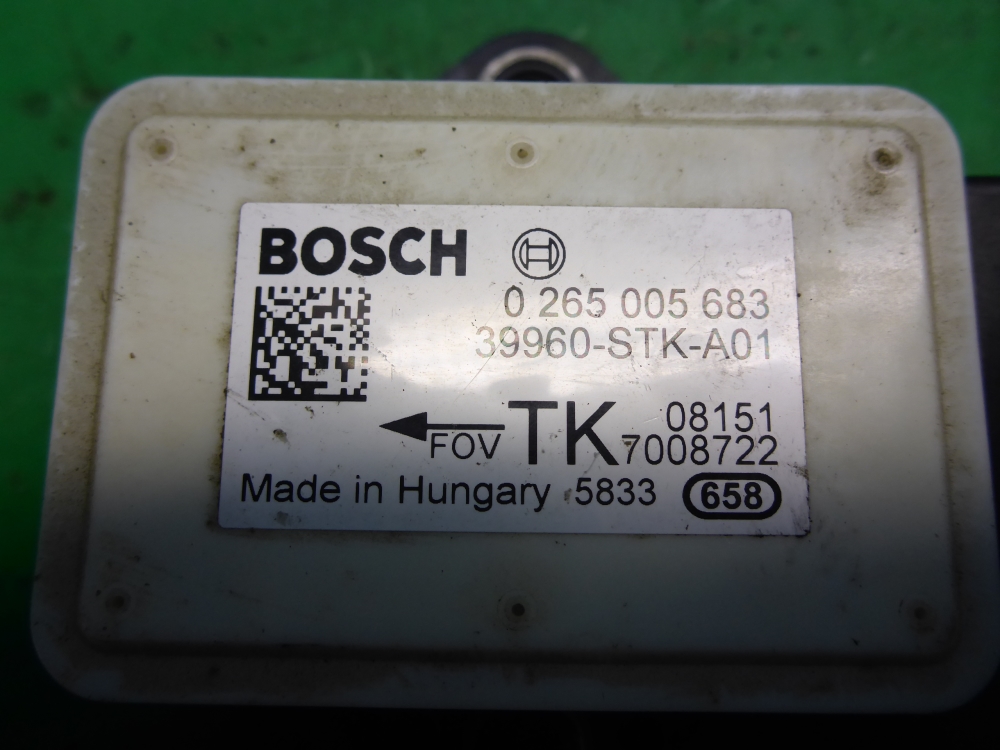 BOSCH
0 265 005 683
39960-STK-A01
FOV TK 08151
7008722
Made in Hungary 5833 658